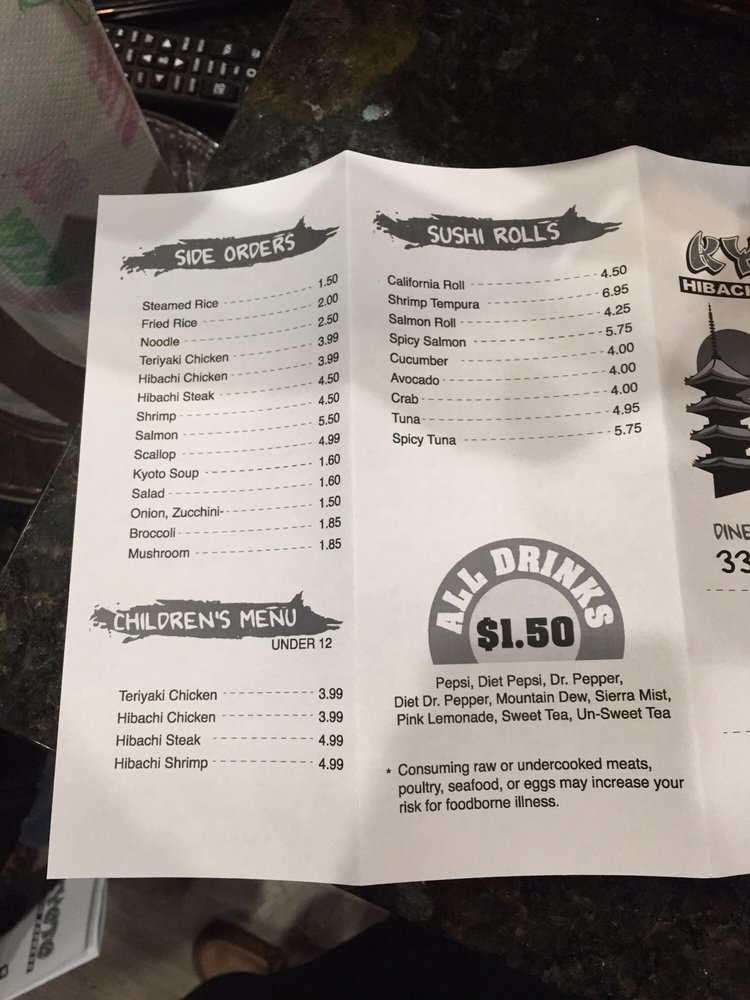 SIDE ORDERS
Steamed Rice 1.50
Fried Rice 2.00
Noodle 2.50
Teriyaki Chicken 3.99
Hibachi Chicken 3.99
Hibachi Steak 4.50
Shrimp 4.50
Salmon 5.50
Scallop 4.99
Kyoto Soup 1.60
Salad 1.60
Onion, Zucchini 1.50
Broccoli 1.85
Mushroom 1.85
CHILDREN'S MENU
UNDER 12
Teriyaki Chicken 3.99
Hibachi Chicken 3.99
Hibachi Steak 4.99
Hibachi Shrimp 4.99
SUSHI ROLLS
California Roll 4.50
Shrimp Tempura 6.95
Salmon Roll 4.25
Spicy Salmon 5.75
Cucumber 4.00
Avocado 4.00
Crab 4.00
Tuna 4.95
Spicy Tuna 5.75
ALL DRINKS
$1.50
Pepsi, Diet Pepsi, Dr. Pepper,
Diet Dr. Pepper, Mountain Dew, Sierra Mist,
Pink Lemonade, Sweet Tea, Un-Sweet Tea
* Consuming raw or undercooked meats,
poultry, seafood, or eggs may increase your
risk for foodborne illness.
KY
HIBACH
DINE
33